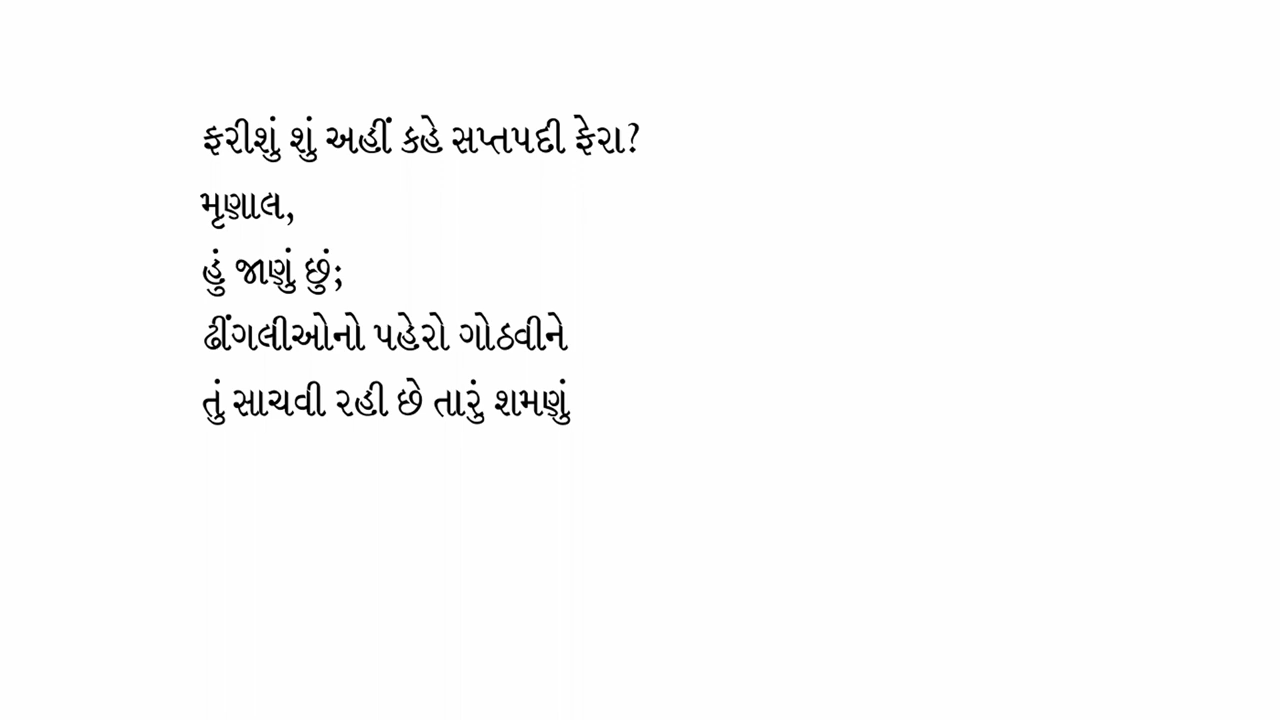 ફરીશું શું અહીં કહે સપ્તપદી ફેરા?
મૃણાલ,
હું જાણું છું;
ઢીંગલીઓનો પહેરો ગોઠવીને
તું સાચવી રહી છે તારું શમણું